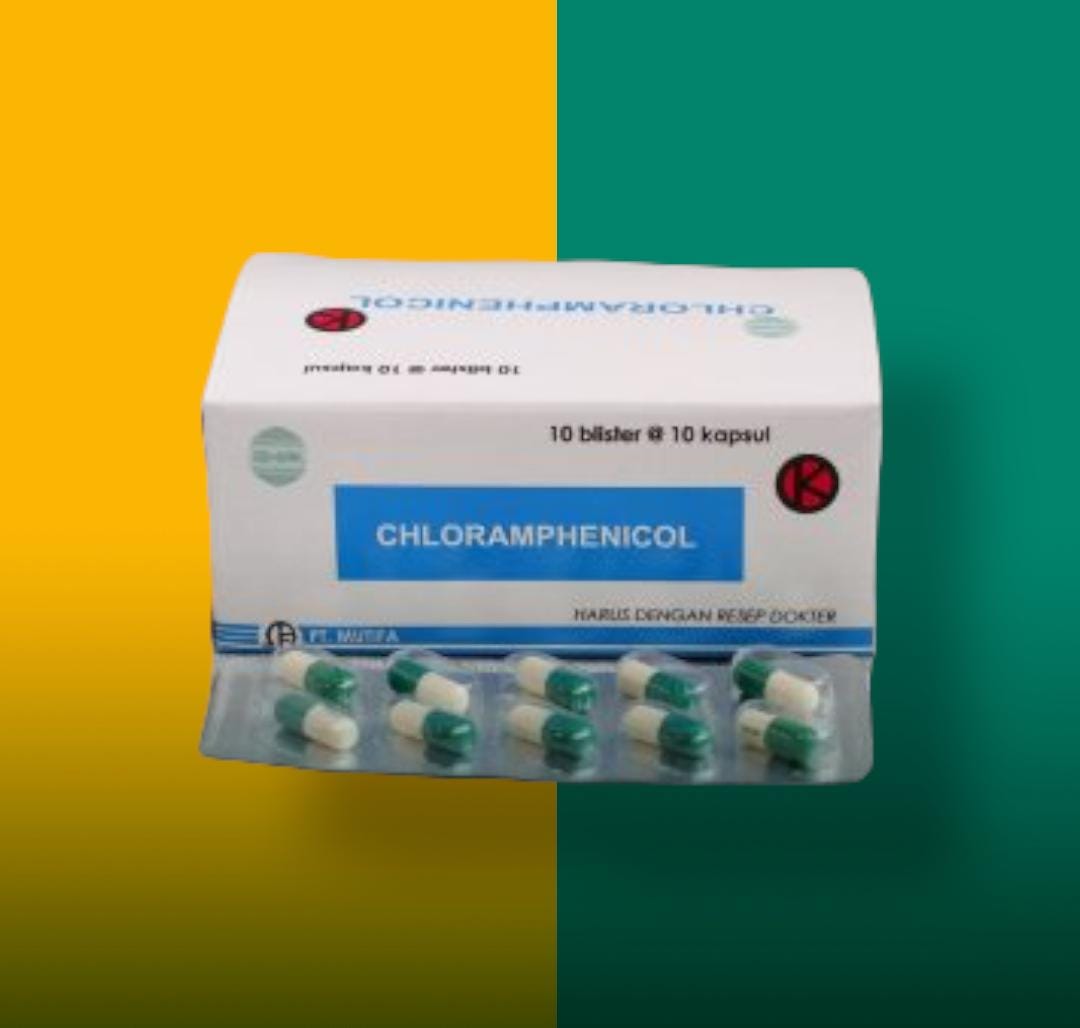 CHLORAMPHENICOL
10 blister @ 10 kapsul
10 blister @ 10 kapsul
K
K
CHLORAMPHENICOL
HARUS DENGAN RESEP DOKTER
PT. MUTIFA